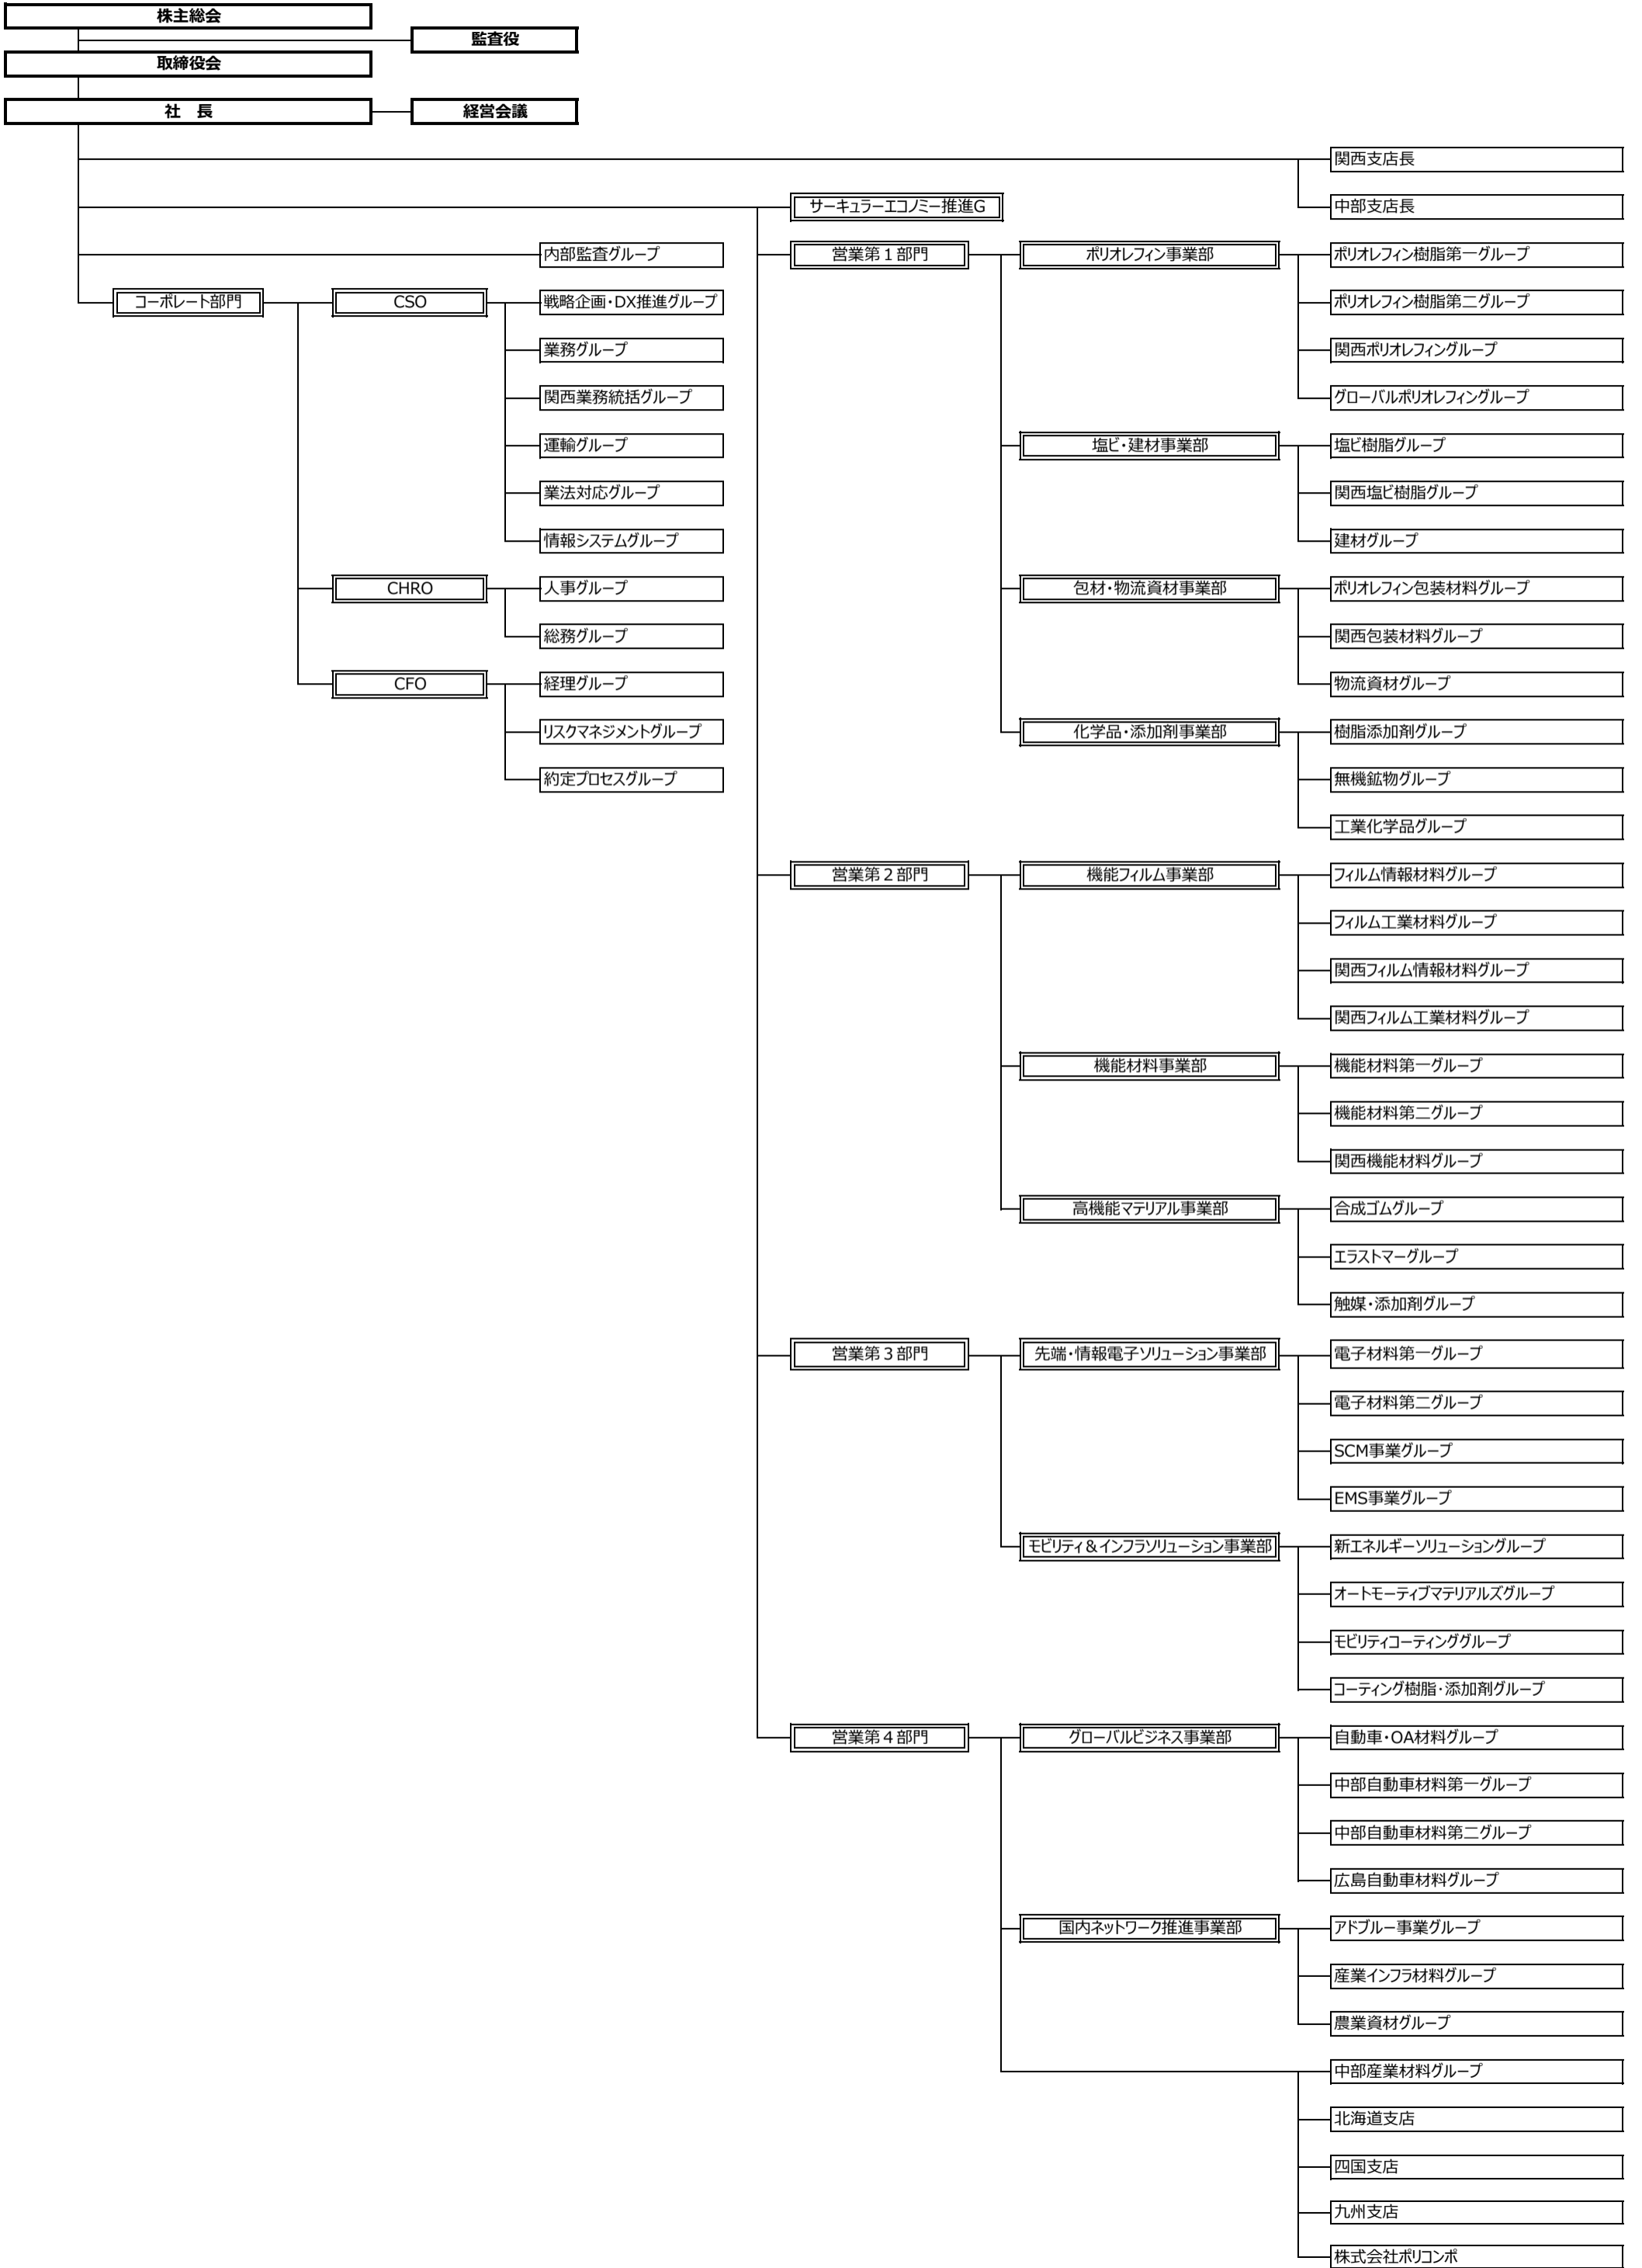 株主総会
監査役
取締役会
社　長
経営会議
関西支店長
サーキュラーエコノミー推進G
中部支店長
内部監査グループ
営業第１部門
ポリオレフィン事業部
ポリオレフィン樹脂第一グループ
コーポレート部門
CSO
戦略企画・DX推進グループ
ポリオレフィン樹脂第二グループ
業務グループ
関西ポリオレフィングループ
関西業務統括グループ
グローバルポリオレフィングループ
運輸グループ
塩ビ・建材事業部
塩ビ樹脂グループ
業法対応グループ
関西塩ビ樹脂グループ
情報システムグループ
建材グループ
CHRO
人事グループ
包材・物流資材事業部
ポリオレフィン包装材料グループ
総務グループ
関西包装材料グループ
CFO
経理グループ
物流資材グループ
リスクマネジメントグループ
化学品・添加剤事業部
樹脂添加剤グループ
約定プロセスグループ
無機鉱物グループ
工業化学品グループ
営業第２部門
機能フィルム事業部
フィルム情報材料グループ
フィルム工業材料グループ
関西フィルム情報材料グループ
関西フィルム工業材料グループ
機能材料事業部
機能材料第一グループ
機能材料第二グループ
関西機能材料グループ
高機能マテリアル事業部
合成ゴムグループ
エラストマーグループ
触媒・添加剤グループ
営業第３部門
先端・情報電子ソリューション事業部
電子材料第一グループ
電子材料第二グループ
SCM事業グループ
EMS事業グループ
モビリティ＆インフラソリューション事業部
新エネルギーソリューショングループ
オートモーティブマテリアルズグループ
モビリティコーティンググループ
コーティング樹脂・添加剤グループ
営業第４部門
グローバルビジネス事業部
自動車・OA材料グループ
中部自動車材料第一グループ
中部自動車材料第二グループ
広島自動車材料グループ
国内ネットワーク推進事業部
アドブルー事業グループ
産業インフラ材料グループ
農業資材グループ
中部産業材料グループ
北海道支店
四国支店
九州支店
株式会社ポリコンポ